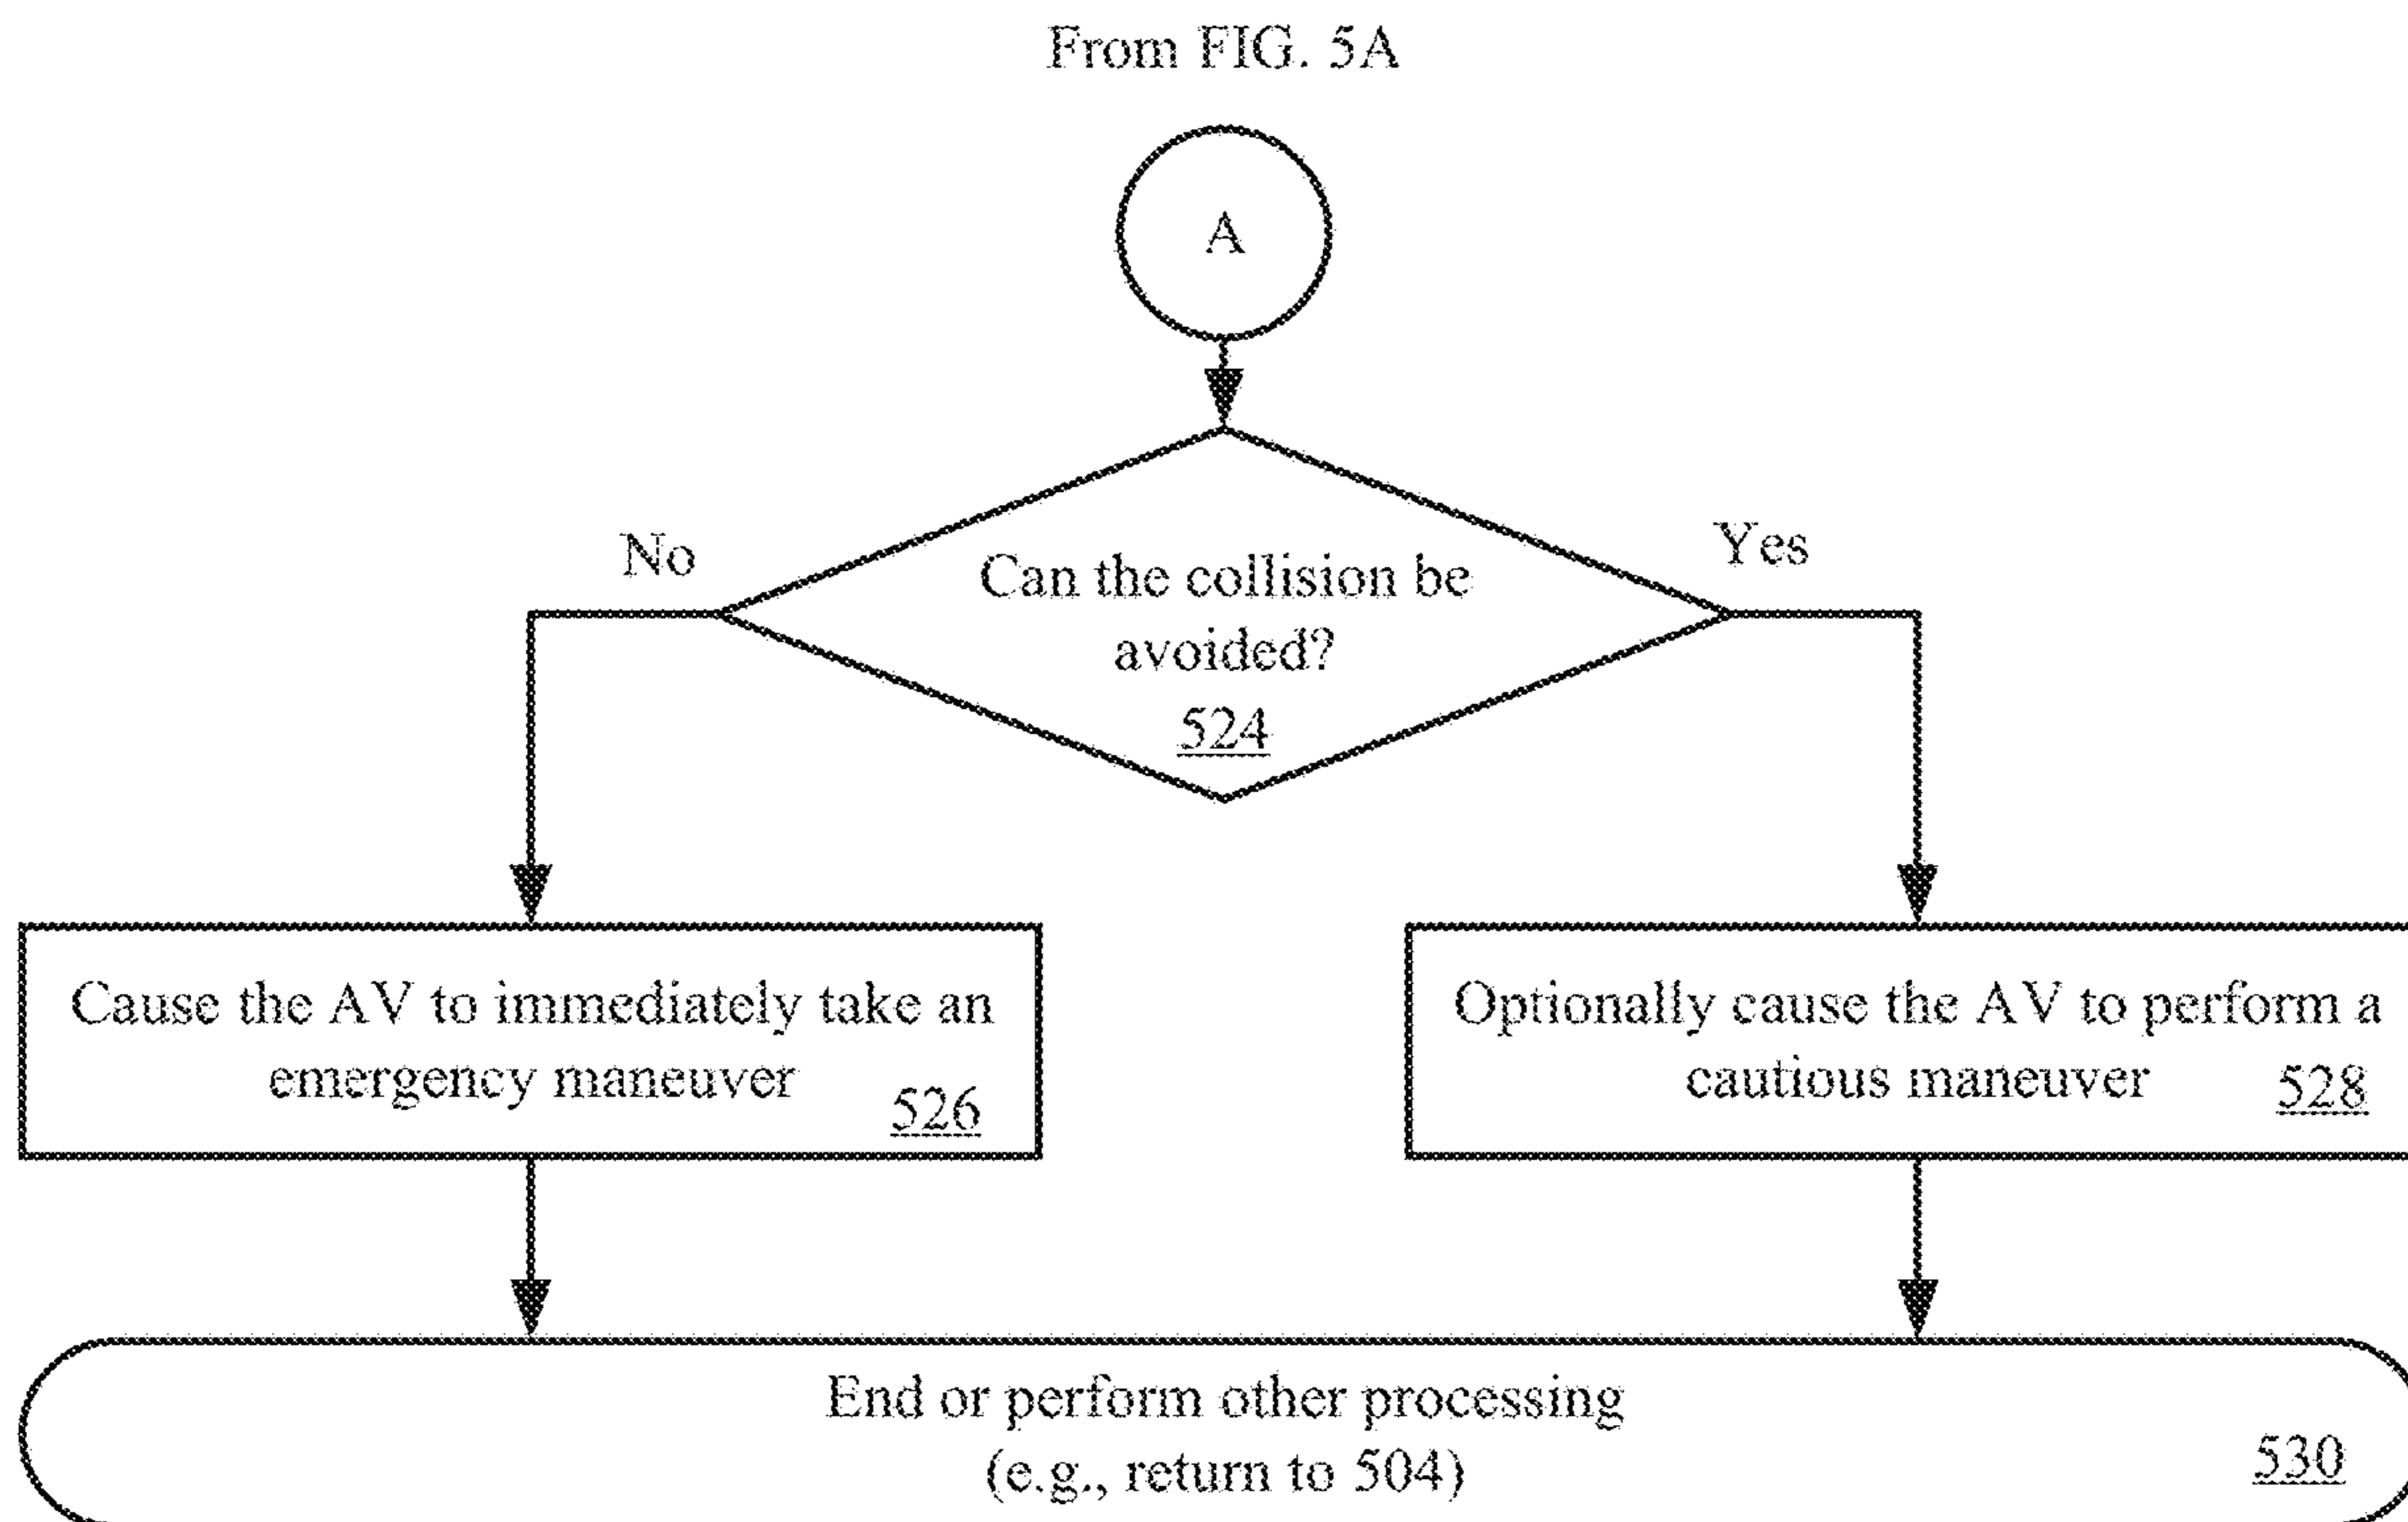 From FIG. 5A
A
No
Yes
Can the collision be
avoided?
524
Cause the AV to immediately take an
emergency maneuver
526
Optionally cause the AV to perform a
cautious maneuver
528
End or perform other processing
(e.g., return to 504)
530